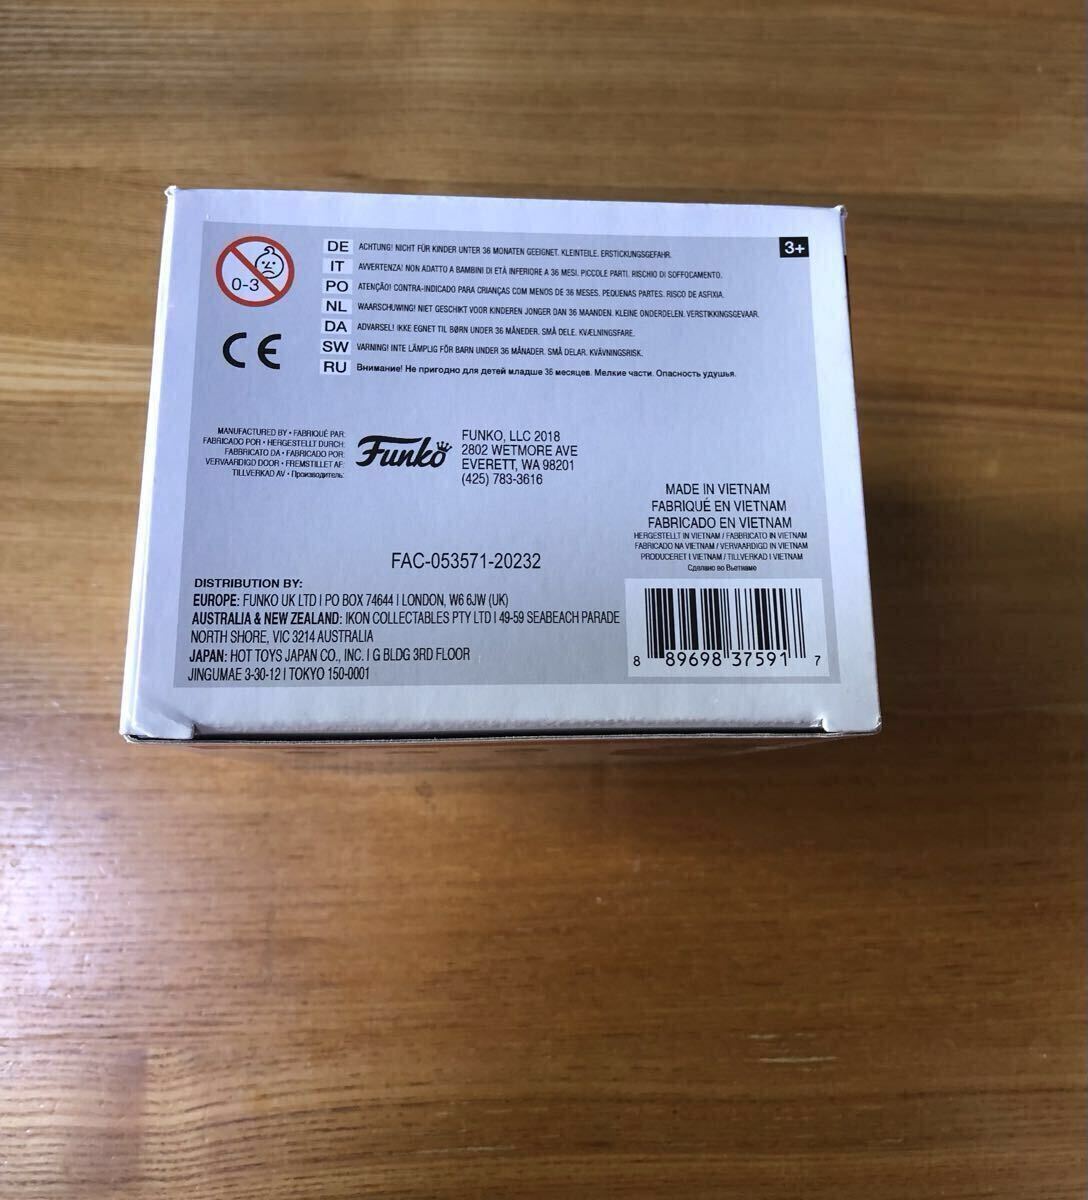 0-3
DE ACHTUNG! NICHT FÜR KINDER UNTER 36 MONATEN GEEIGNET. KLEINTEILE. ERSTICKUNGSGEFAHR.
3+
IT AVVERTENZA! NON ADATTO A BAMBINI DI ETÀ INFERIORE A 36 MESI. PICCOLE PARTI. RISCHIO DI SOFFOCAMENTO.
PO ATENÇÃO! CONTRA-INDICADO PARA CRIANÇAS COM MENOS DE 36 MESES. PEQUENAS PARTES. RISCO DE ASFIXIA.
NL WAARSCHUWING! NIET GESCHIKT VOOR KINDEREN JONGER DAN 36 MAANDEN. KLEINE ONDERDELEN. VERSTIKKINGSGEVAAR.
DA ADVARSEL! IKKE EGNET TIL BØRN UNDER 36 MÅNEDER. SMÅ DELE. KVÆLNINGSFARE.
SW VARNING! INTE LÄMPLIG FÖR BARN UNDER 36 MÅNADER. SMÅ DELAR. KVÄVNINGSRISK.
RU Внимание! Не пригодно для детей младше 36 месяцев. Мелкие части. Опасность удушья.
CE
MANUFACTURED BY • FABRIQUÉ PAR:
FABRICADO POR • HERGESTELLT DURCH:
FABBRICATO DA • FABRICADO POR:
VERVAARDIGD DOOR • FREMSTILLET AF:
TILLVERKAD AV • Производитель:
Funko
FUNKO, LLC 2018
2802 WETMORE AVE
EVERETT, WA 98201
(425) 783-3616
MADE IN VIETNAM
FABRIQUÉ EN VIETNAM
FABRICADO EN VIETNAM
HERGESTELLT IN VIETNAM / FABBRICATO IN VIETNAM
FABRICADO NA VIETNAM / VERVAARDIGD IN VIETNAM
PRODUCERET I VIETNAM / TILLVERKAD I VIETNAM
Сделано во Вьетнаме
FAC-053571-20232
DISTRIBUTION BY:
EUROPE: FUNKO UK LTD | PO BOX 74644 | LONDON, W6 6JW (UK)
AUSTRALIA & NEW ZEALAND: IKON COLLECTABLES PTY LTD | 49-59 SEABEACH PARADE
NORTH SHORE, VIC 3214 AUSTRALIA
JAPAN: HOT TOYS JAPAN CO., INC. | G BLDG 3RD FLOOR
JINGUMAE 3-30-12 | TOKYO 150-0001
8 89698 37591 7